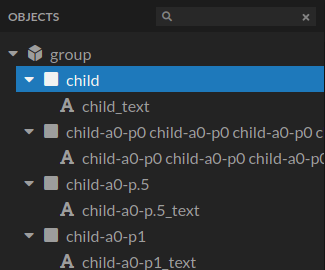 OBJECTS
group
child
child_text
child-a0-p0 child-a0-p0 child-a0-p0 c
child-a0-p0 child-a0-p0 child-a0-p0
child-a0-p.5
child-a0-p.5_text
child-a0-p1
child-a0-p1_text